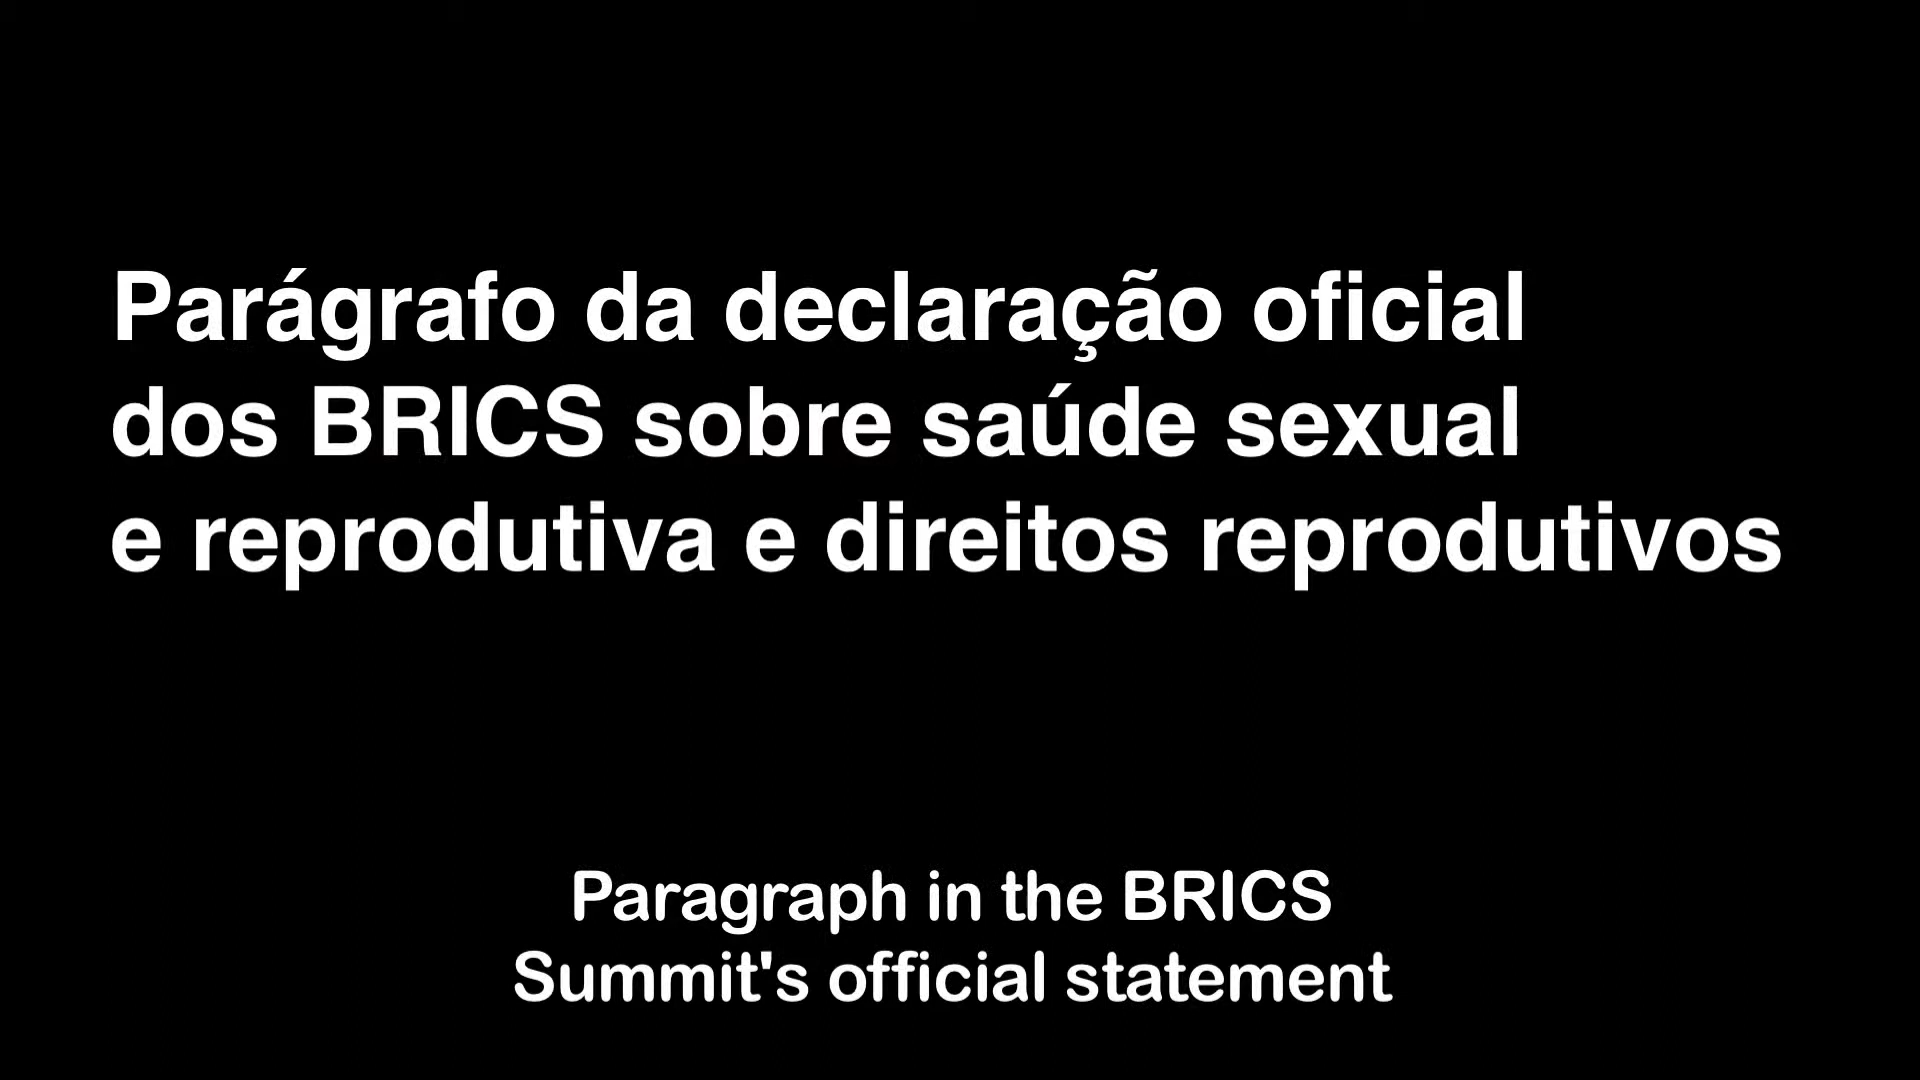 Parágrafo da declaração oficial
dos BRICS sobre saúde sexual
e reprodutiva e direitos reprodutivos
Paragraph in the BRICS
Summit's official statement